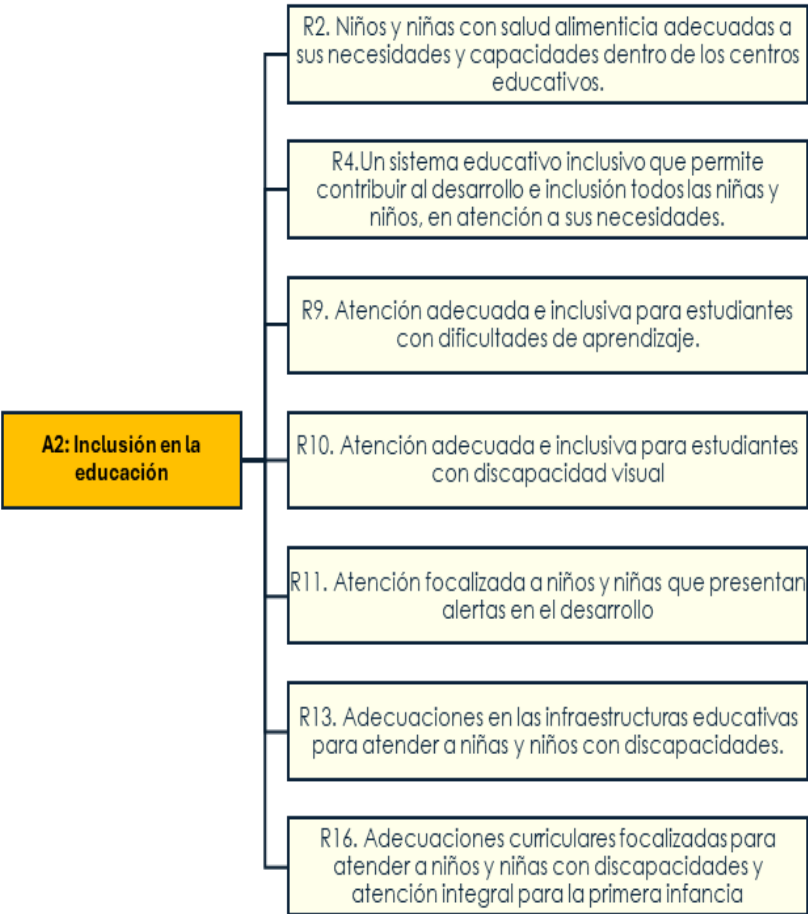 R2. Niños y niñas con salud alimenticia adecuadas a
sus necesidades y capacidades dentro de los centros
educativos.
R4.Un sistema educativo inclusivo que permite
contribuir al desarrollo e inclusión todos las niñas y
niños, en atención a sus necesidades.
R9. Atención adecuada e inclusiva para estudiantes
con dificultades de aprendizaje.
A2: Inclusión en la
educación
R10. Atención adecuada e inclusiva para estudiantes
con discapacidad visual
R11. Atención focalizada a niños y niñas que presentan
alertas en el desarrollo
R13. Adecuaciones en las infraestructuras educativas
para atender a niñas y niños con discapacidades.
R16. Adecuaciones curriculares focalizadas para
atender a niños y niñas con discapacidades y
atención integral para la primera infancia